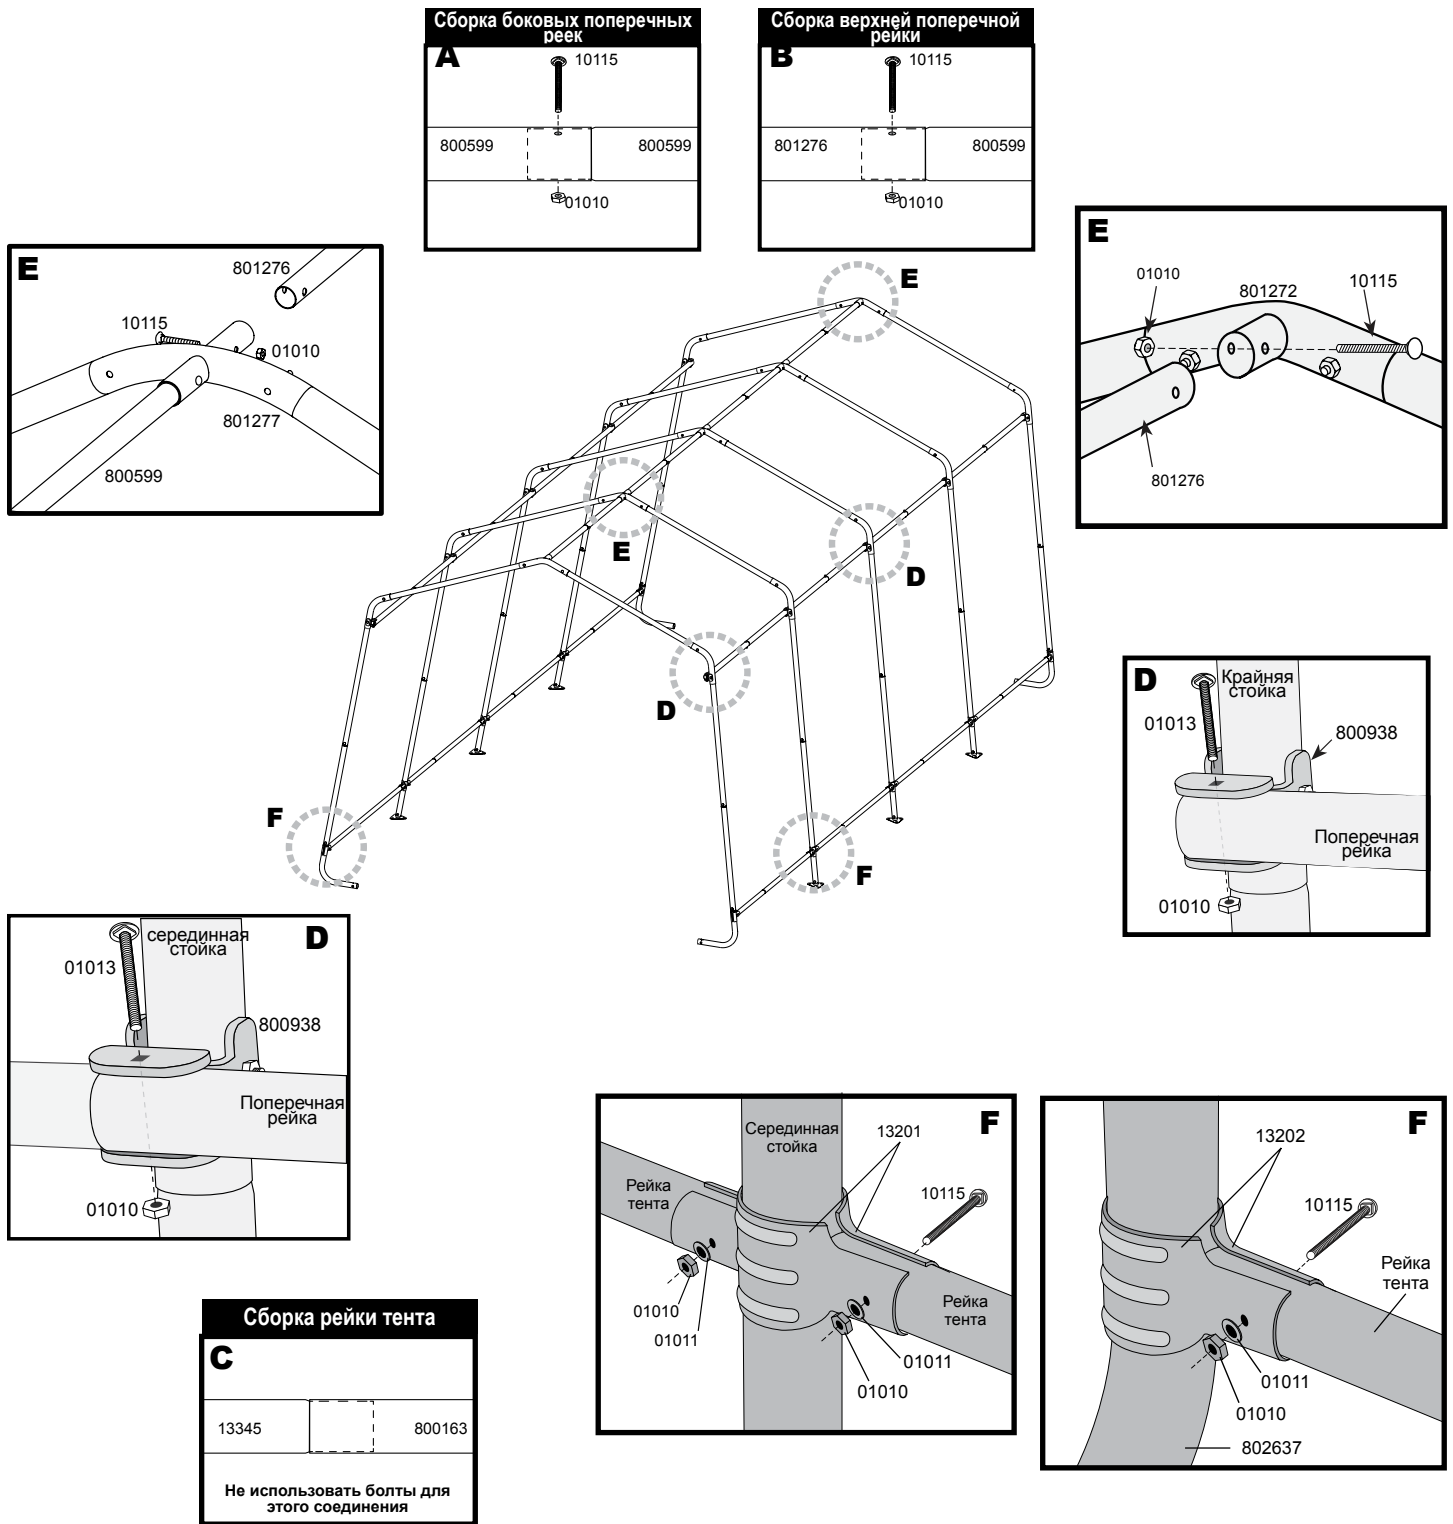 Сборка боковых поперечных
реек
A
10115
800599
800599
01010
Сборка верхней поперечной
рейки
B
10115
801276
800599
01010
E
801276
10115
01010
801277
800599
E
01010
801272
10115
801276
E
E
D
D
F
F
D
Крайняя
стойка
01013
800938
Поперечная
рейка
01010
D
серединная
стойка
01013
800938
Поперечная
рейка
01010
F
Серединная
стойка
13201
Рейка
тента
10115
01010
01011
Рейка
тента
01011
01010
F
13202
10115
Рейка
тента
01011
01010
802637
Сборка рейки тента
C
13345
800163
Не использовать болты для
этого соединения